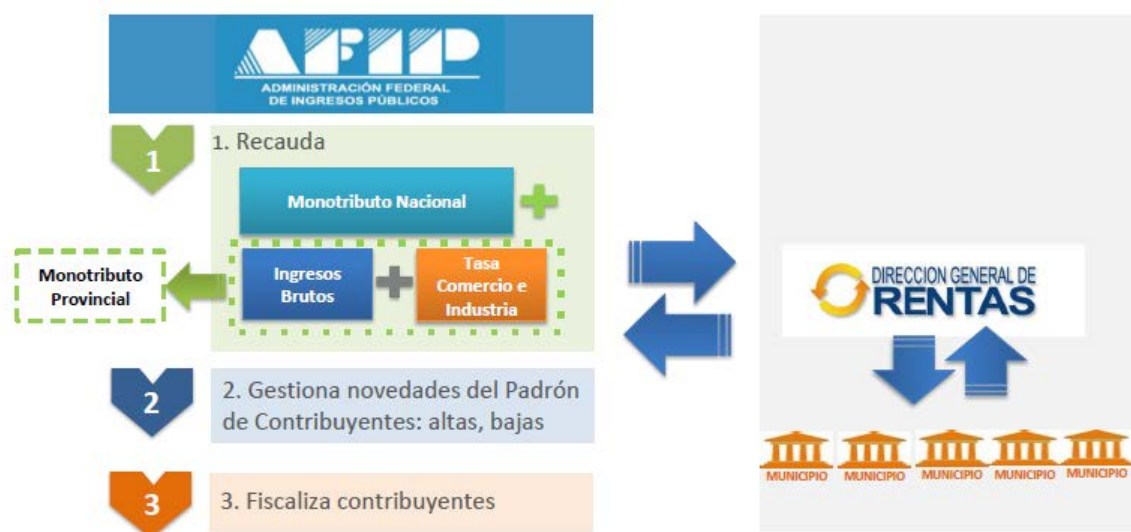 AFIP
ADMINISTRACIÓN FEDERAL
DE INGRESOS PÚBLICOS
1
1. Recauda
Monotributo Nacional
Monotributo
Provincial
Ingresos
Brutos
Tasa
Comercio e
Industria
2
2. Gestiona novedades del Padrón
de Contribuyentes: altas, bajas
3
3. Fiscaliza contribuyentes
DIRECCION GENERAL DE
RENTAS
MUNICIPIO
MUNICIPIO
MUNICIPIO
MUNICIPIO
MUNICIPIO